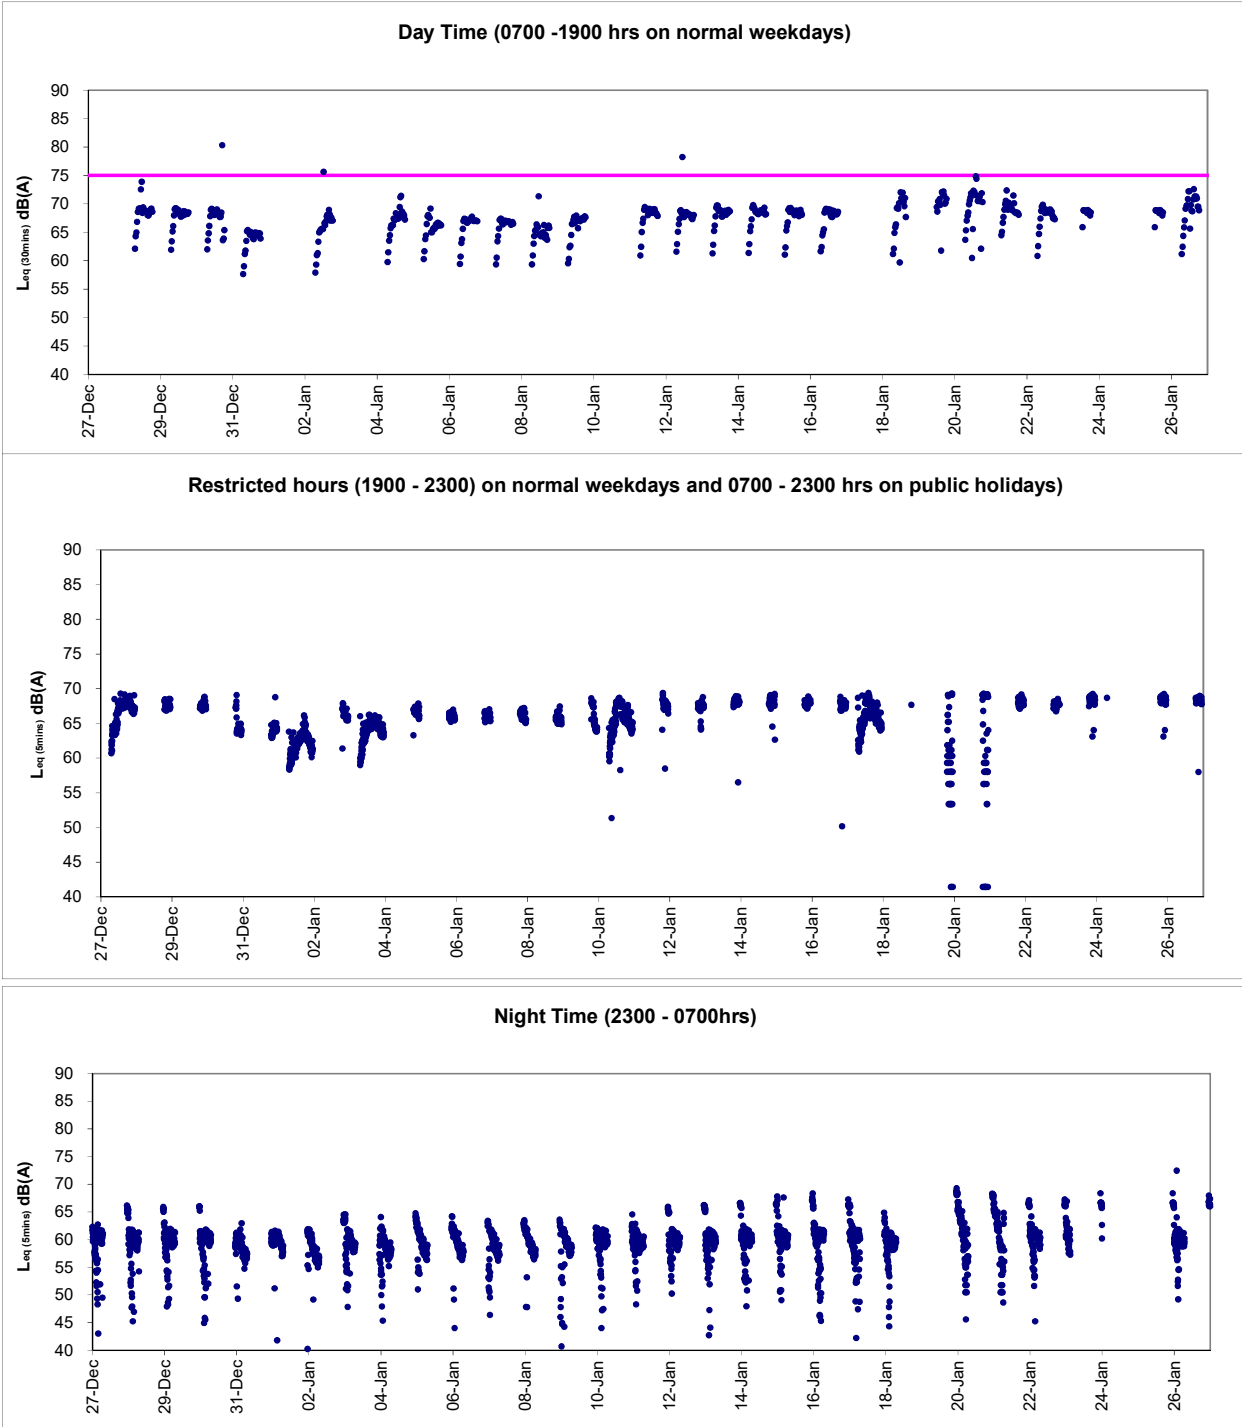 Day Time (0700 -1900 hrs on normal weekdays)
90
85
80
75
70
65
60
55
50
45
40
Leq (30mins) dB(A)
27-Dec
29-Dec
31-Dec
02-Jan
04-Jan
06-Jan
08-Jan
10-Jan
12-Jan
14-Jan
16-Jan
18-Jan
20-Jan
22-Jan
24-Jan
26-Jan
Restricted hours (1900 - 2300) on normal weekdays and 0700 - 2300 hrs on public holidays)
90
85
80
75
70
65
60
55
50
45
40
Leq (5mins) dB(A)
27-Dec
29-Dec
31-Dec
02-Jan
04-Jan
06-Jan
08-Jan
10-Jan
12-Jan
14-Jan
16-Jan
18-Jan
20-Jan
22-Jan
24-Jan
26-Jan
Night Time (2300 - 0700hrs)
90
85
80
75
70
65
60
55
50
45
40
Leq (5mins) dB(A)
27-Dec
29-Dec
31-Dec
02-Jan
04-Jan
06-Jan
08-Jan
10-Jan
12-Jan
14-Jan
16-Jan
18-Jan
20-Jan
22-Jan
24-Jan
26-Jan